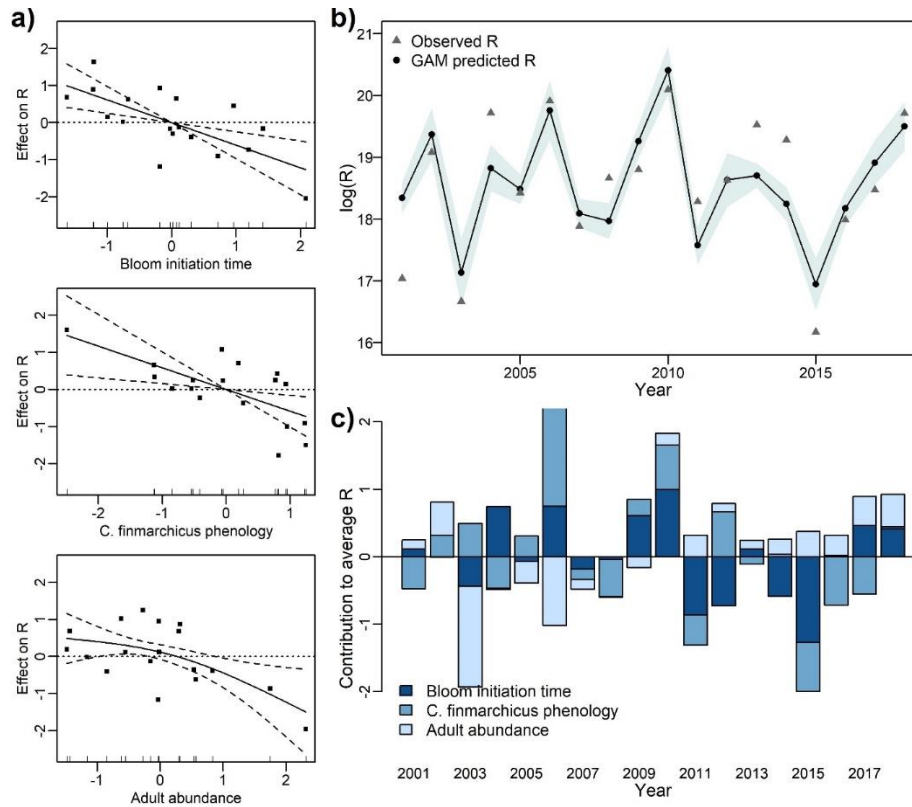 a)
2
1
0
-1
-2
Effect on R
-1 0 1 2
Bloom initiation time
2
1
0
-1
-2
Effect on R
-2 -1 0 1
C. finmarchicus phenology
2
1
0
-1
-2
Effect on R
-1 0 1 2
Adult abundance
b)
21
20
19
18
17
16
log(R)
Observed R
GAM predicted R
2005 2010 2015
Year
c)
2
1
0
-1
-2
Contribution to average R
Bloom initiation time
C. finmarchicus phenology
Adult abundance
2001 2003 2005 2007 2009 2011 2013 2015 2017
Year